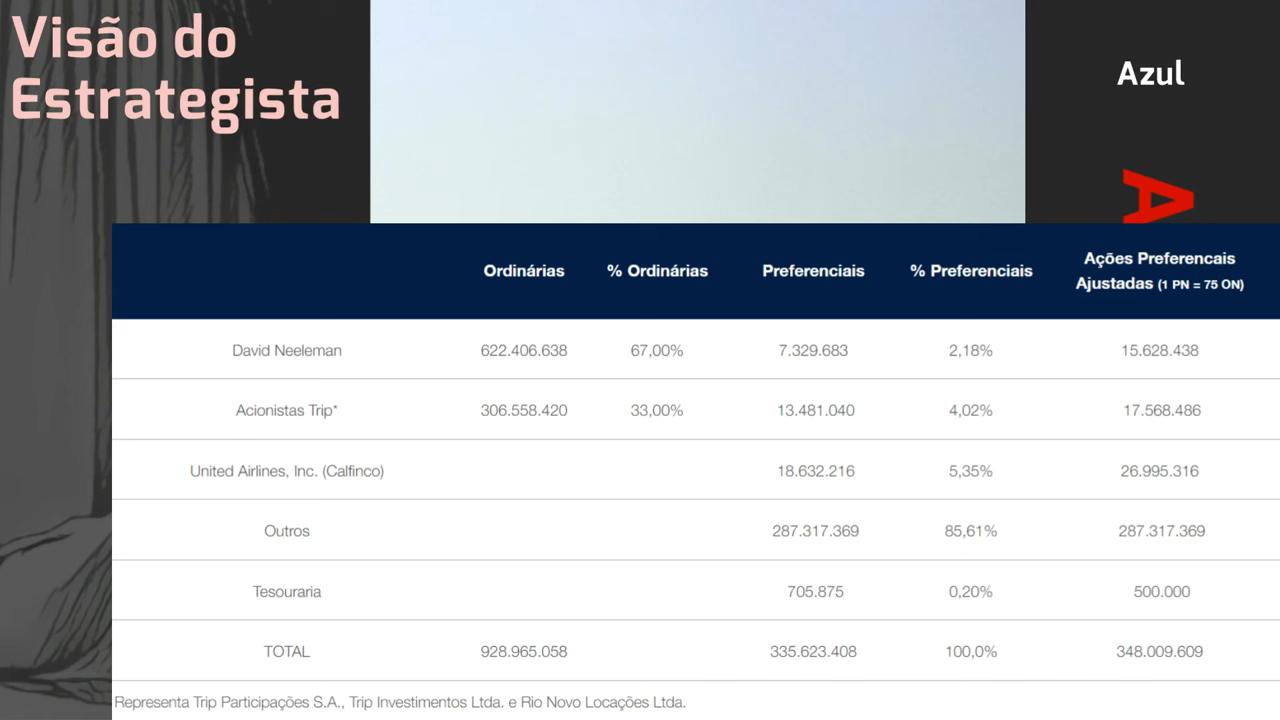 Visão do
Estrategista
Azul
A
Ordinárias % Ordinárias Preferenciais % Preferenciais Ações Preferencais Ajustadas (1 PN = 75 ON)
David Neeleman 622.406.638 67,00% 7.329.683 2,18% 15.628.438
Acionistas Trip* 306.558.420 33,00% 13.481.040 4,02% 17.568.486
United Airlines, Inc. (Calfinco) 18.632.216 5,35% 26.995.316
Outros 287.317.369 85,61% 287.317.369
Tesouraria 705.875 0,20% 500.000
TOTAL 928.965.058 335.623.408 100,0% 348.009.609
Representa Trip Participações S.A., Trip Investimentos Ltda. e Rio Novo Locações Ltda.